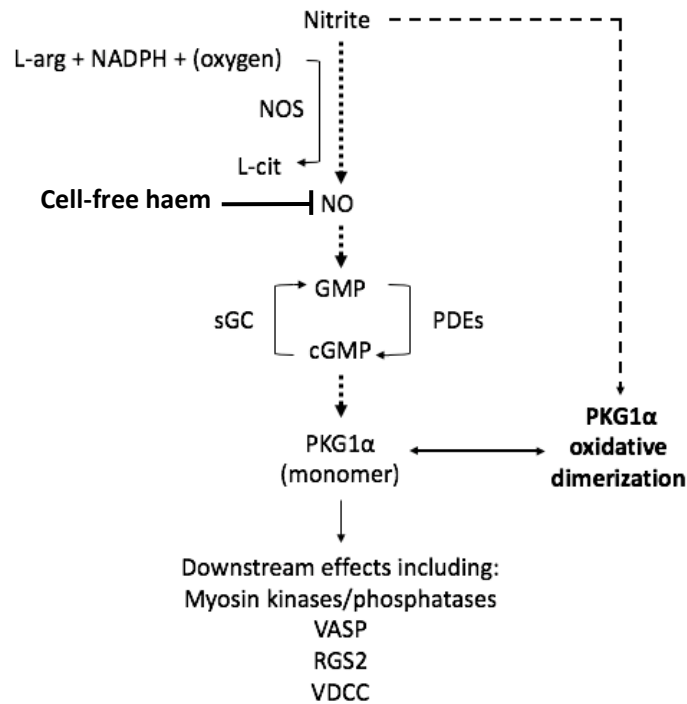 Nitrite
L-arg + NADPH + (oxygen)
NOS
L-cit
Cell-free haem
NO
GMP
sGC
PDEs
cGMP
PKG1α
(monomer)
PKG1α
oxidative
dimerization
Downstream effects including:
Myosin kinases/phosphatases
VASP
RGS2
VDCC